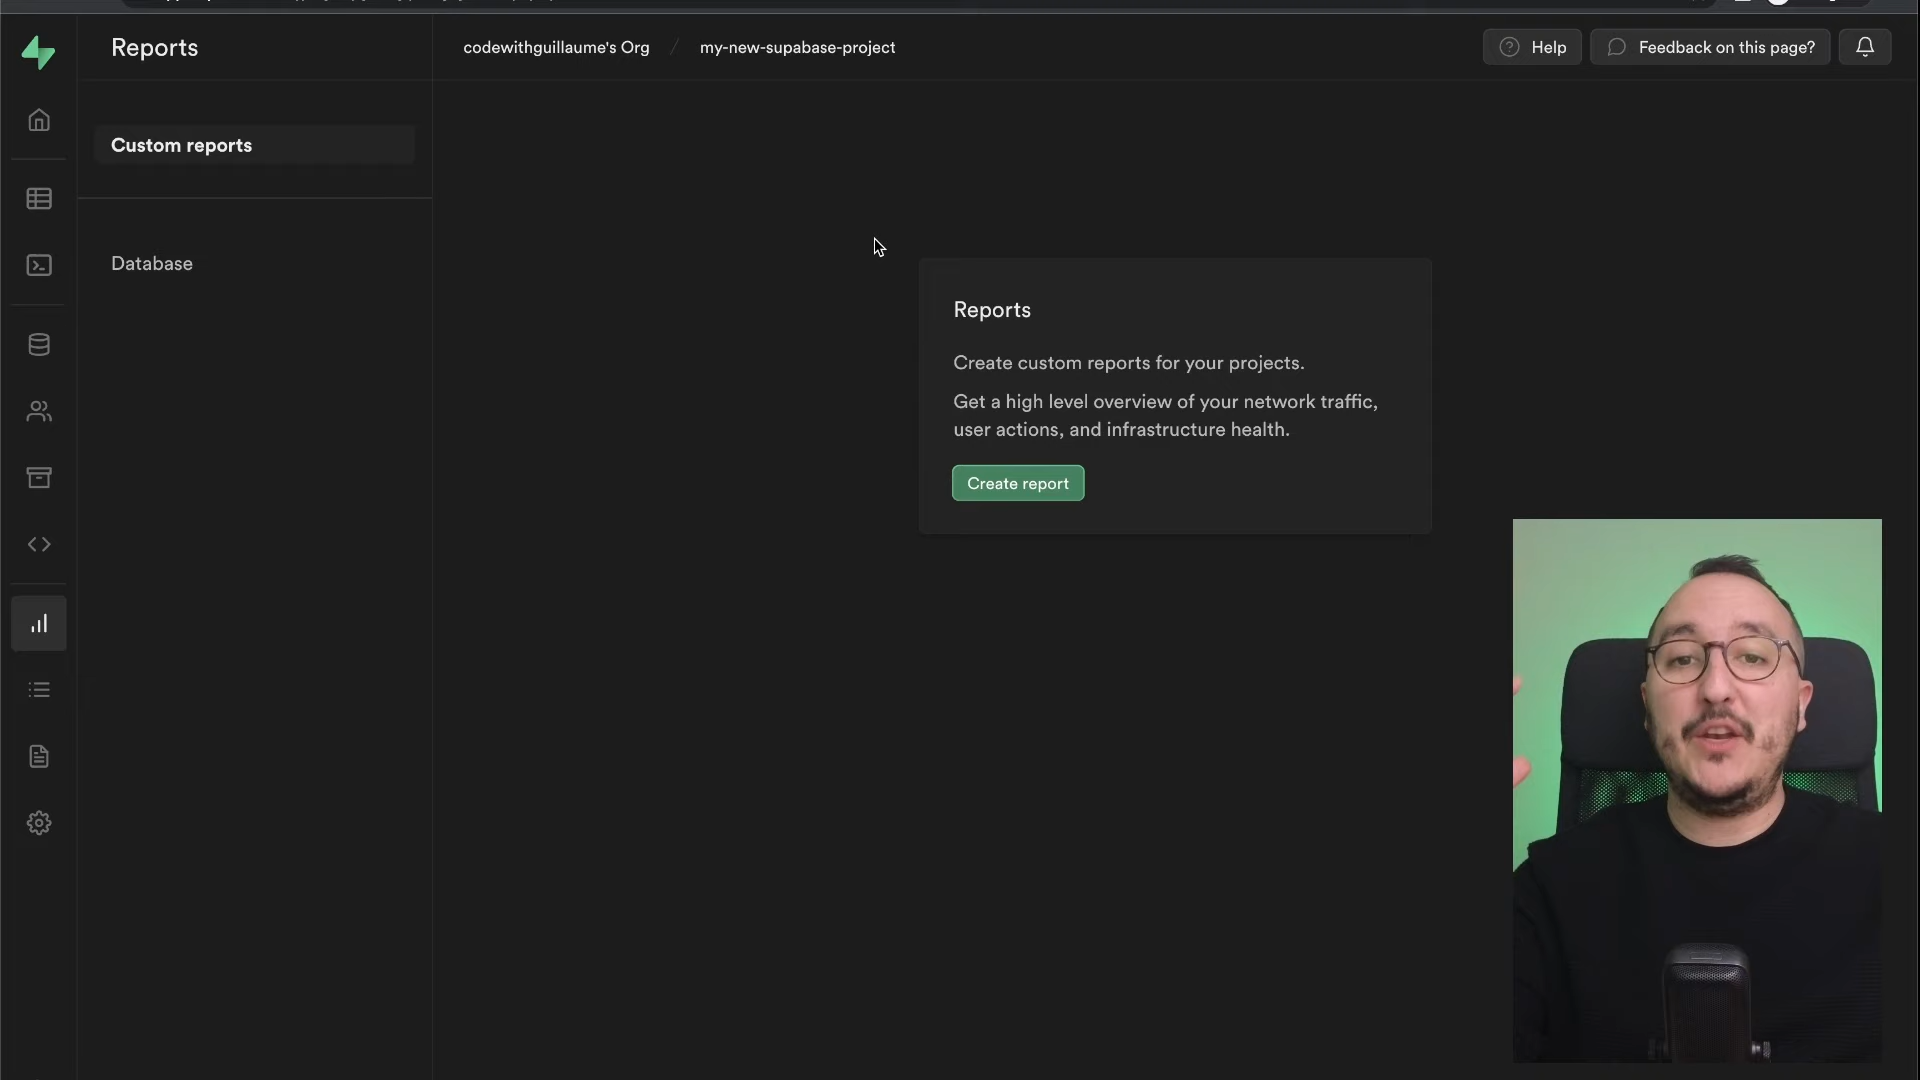 Reports
codewithguillaume's Org / my-new-supabase-project
Help
Feedback on this page?
Custom reports
Database
Reports
Create custom reports for your projects.
Get a high level overview of your network traffic,
user actions, and infrastructure health.
Create report